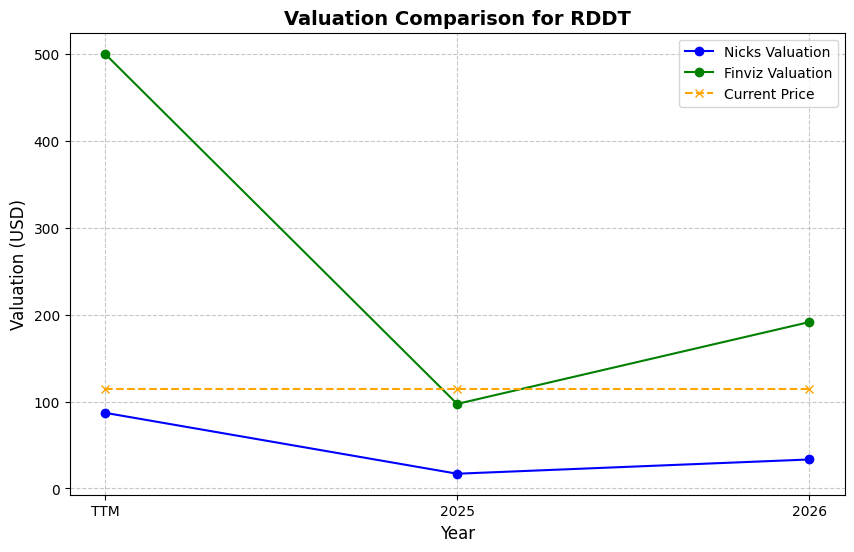 Valuation Comparison for RDDT
Nicks Valuation
Finviz Valuation
Current Price
Valuation (USD)
500
400
300
200
100
0
TTM
2025
2026
Year